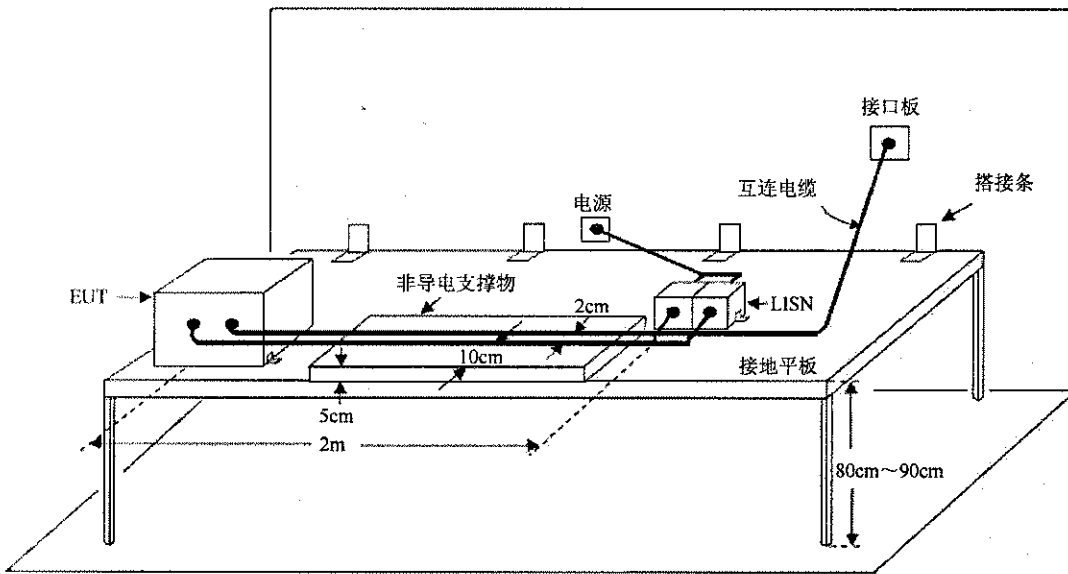 接口板
互连电缆
搭接条
电源
EUT
非导电支撑物
2cm
LISN
10cm
接地平板
5cm
2m
80cm～90cm